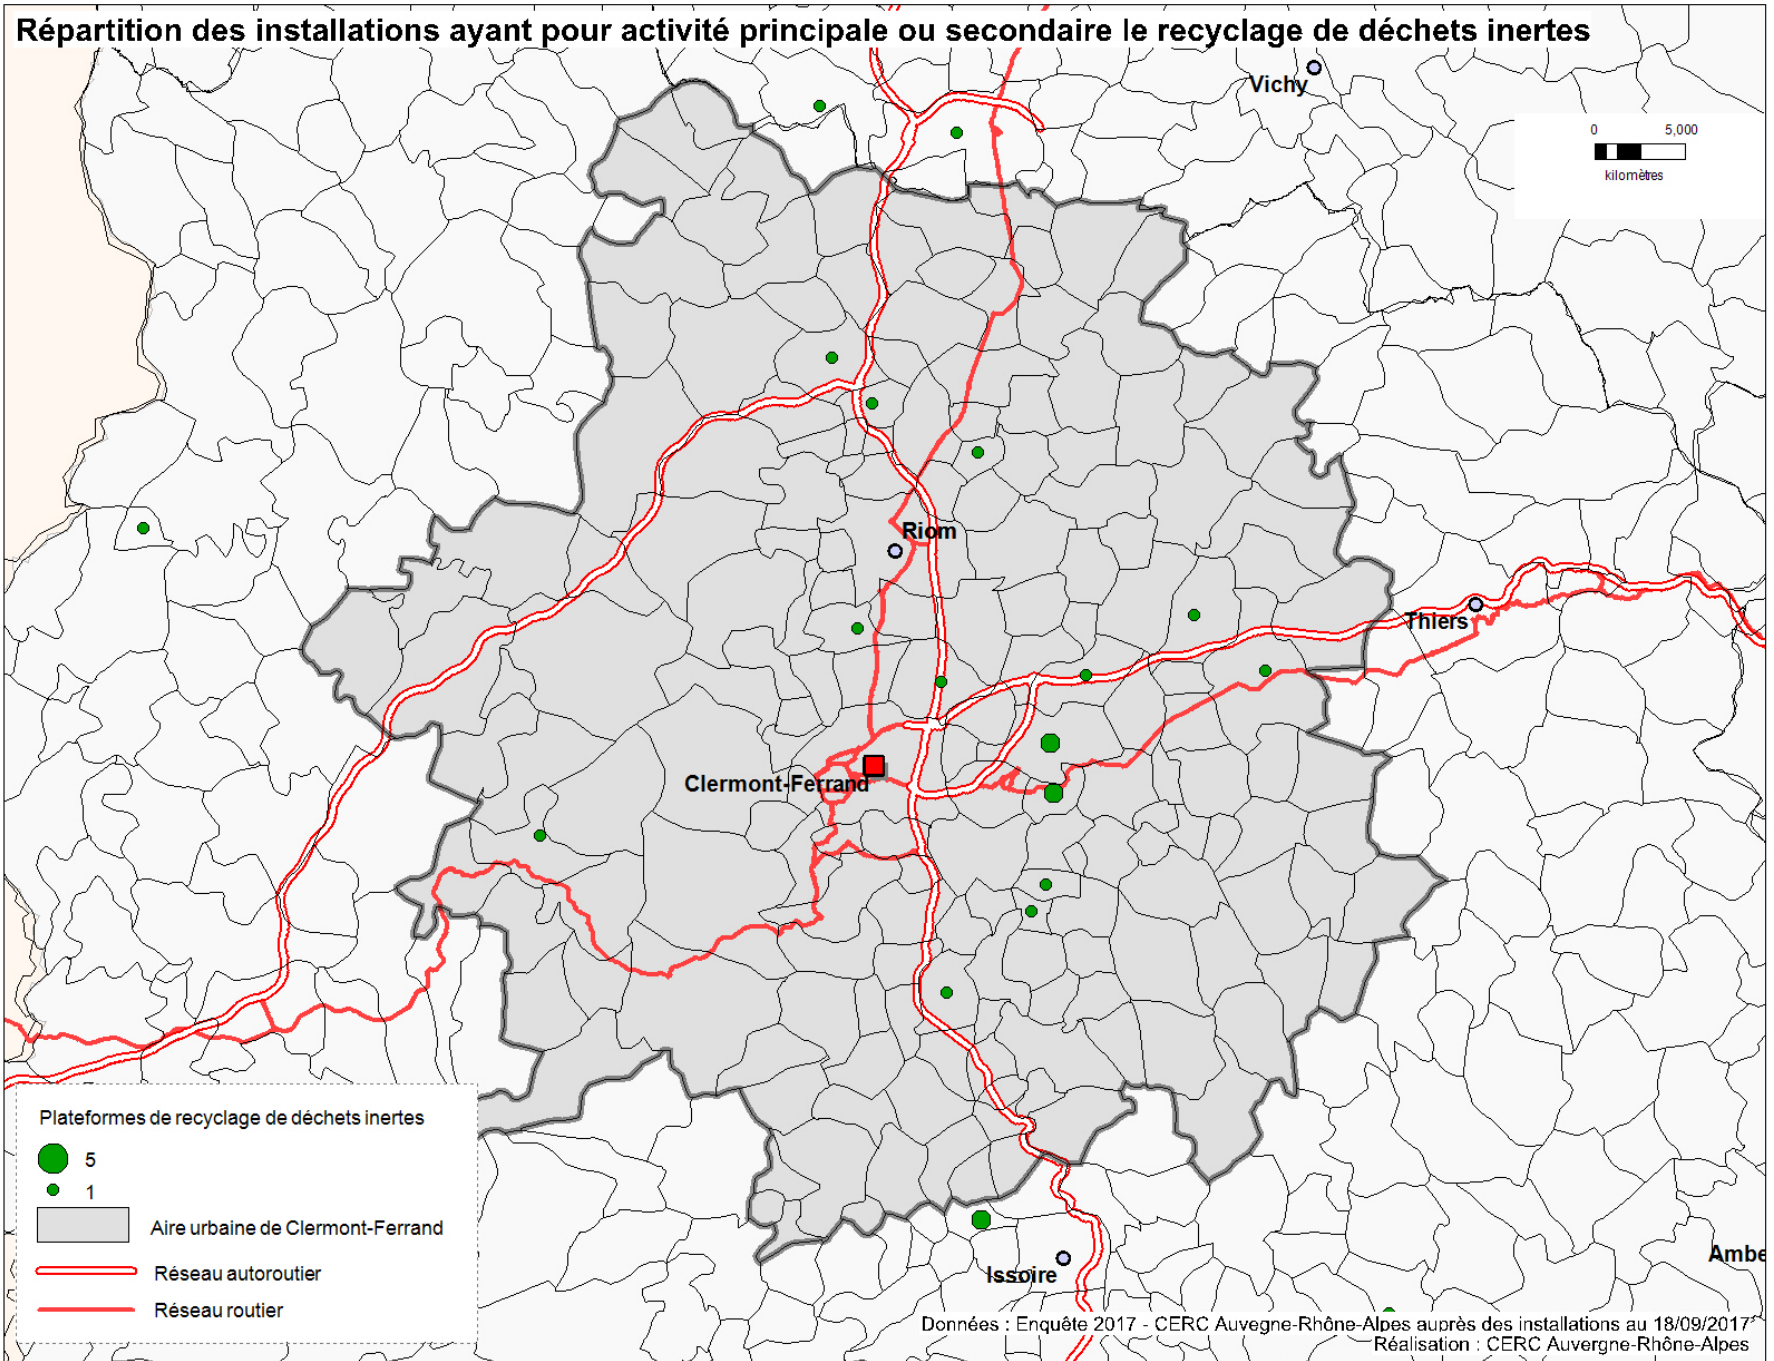 Répartition des installations ayant pour activité principale ou secondaire le recyclage de déchets inertes
Vichy
0 5,000
kilomètres
Riom
Thiers
Clermont-Ferrand
Plateformes de recyclage de déchets inertes
5
1
Aire urbaine de Clermont-Ferrand
Réseau autoroutier
Réseau routier
Issoire
Ambe
Données : Enquête 2017 - CERC Auvegne-Rhône-Alpes auprès des installations au 18/09/2017
Réalisation : CERC Auvergne-Rhône-Alpes